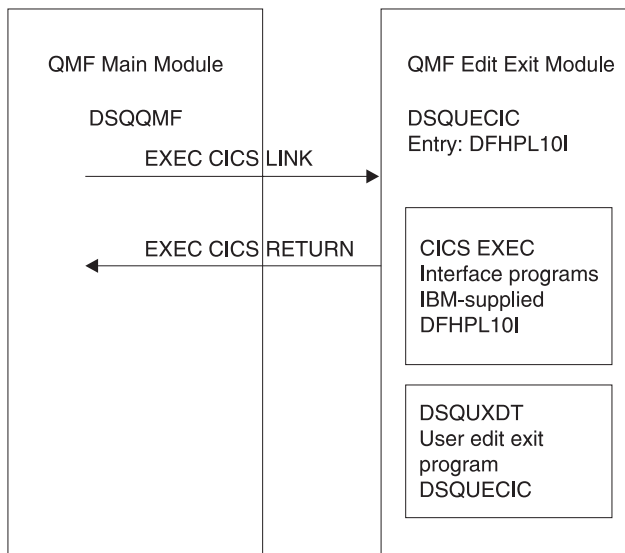 QMF Main Module
DSQQMF
EXEC CICS LINK
EXEC CICS RETURN
QMF Edit Exit Module
DSQUECIC
Entry: DFHPL10I
CICS EXEC
Interface programs
IBM-supplied
DFHPL10I
DSQUXDT
User edit exit
program
DSQUECIC